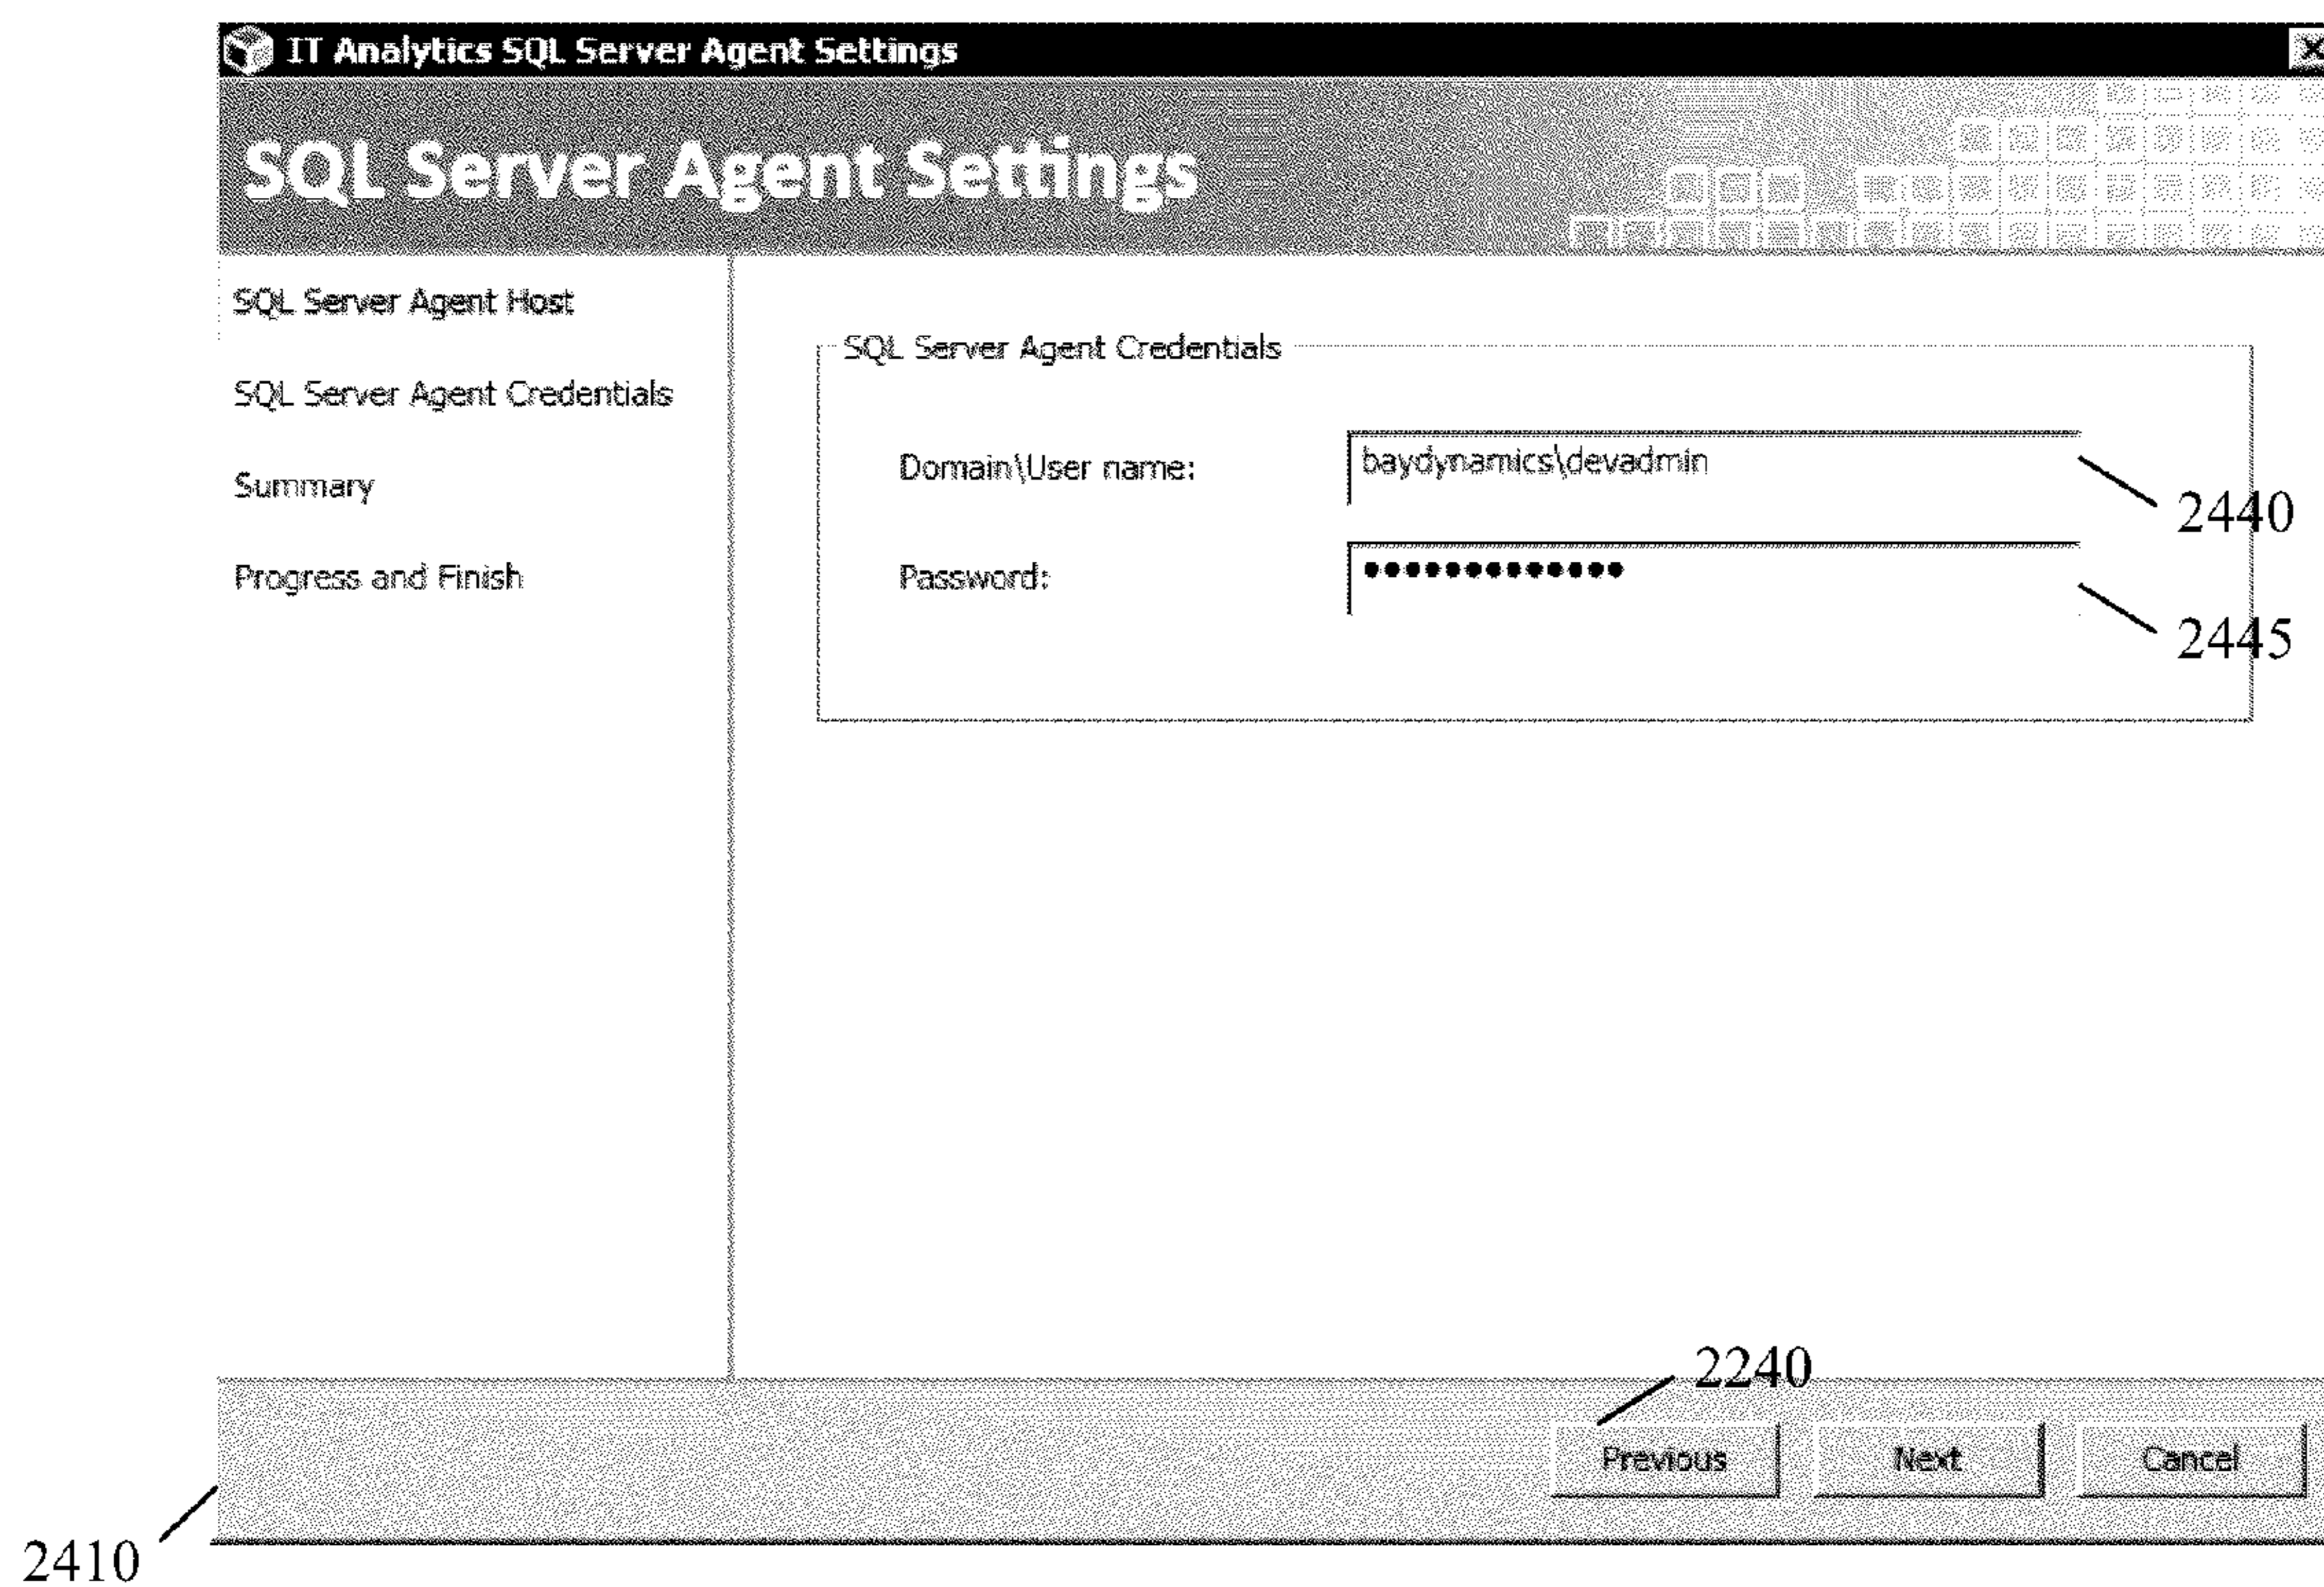 IT Analytics SQL Server Agent Settings
SQL Server Agent Settings
SQL Server Agent Host
SQL Server Agent Credentials
Summary
Progress and Finish
SQL Server Agent Credentials
Domain\User name:
baydynamics\devadmin
2440
Password:
•••••••••••••
2445
2240
Previous
Next
Cancel
2410